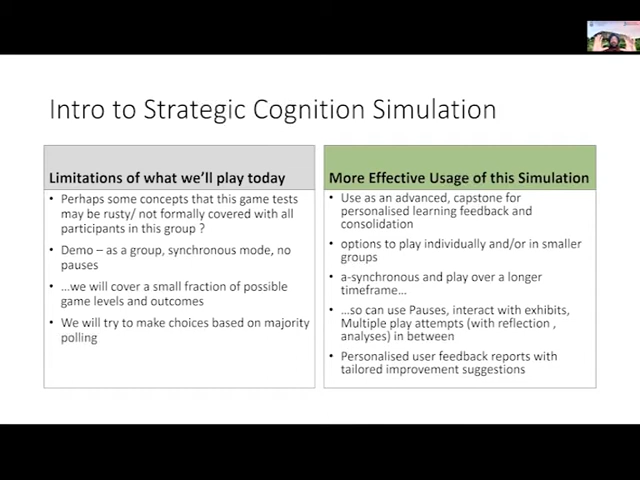 Intro to Strategic Cognition Simulation
Limitations of what we'll play today
• Perhaps some concepts that this game tests
may be rusty/ not formally covered with all
participants in this group ?
• Demo – as a group, synchronous mode, no
pauses
• …we will cover a small fraction of possible
game levels and outcomes
• We will try to make choices based on majority
polling
More Effective Usage of this Simulation
• Use as an advanced, capstone for
personalised learning feedback and
consolidation
• options to play individually and/or in smaller
groups
• a-synchronous and play over a longer
timeframe…
• …so can use Pauses, interact with exhibits,
Multiple play attempts (with reflection ,
analyses) in between
• Personalised user feedback reports with
tailored improvement suggestions